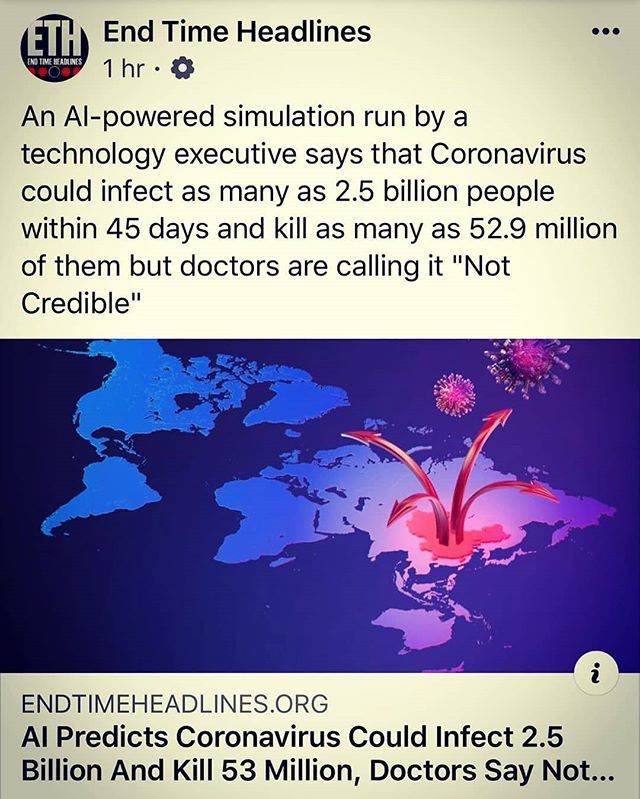 ETH
END TIME HEADLINES
End Time Headlines
1 hr ·
An AI-powered simulation run by a
technology executive says that Coronavirus
could infect as many as 2.5 billion people
within 45 days and kill as many as 52.9 million
of them but doctors are calling it "Not
Credible"
i
ENDTIMEHEADLINES.ORG
AI Predicts Coronavirus Could Infect 2.5
Billion And Kill 53 Million, Doctors Say Not...